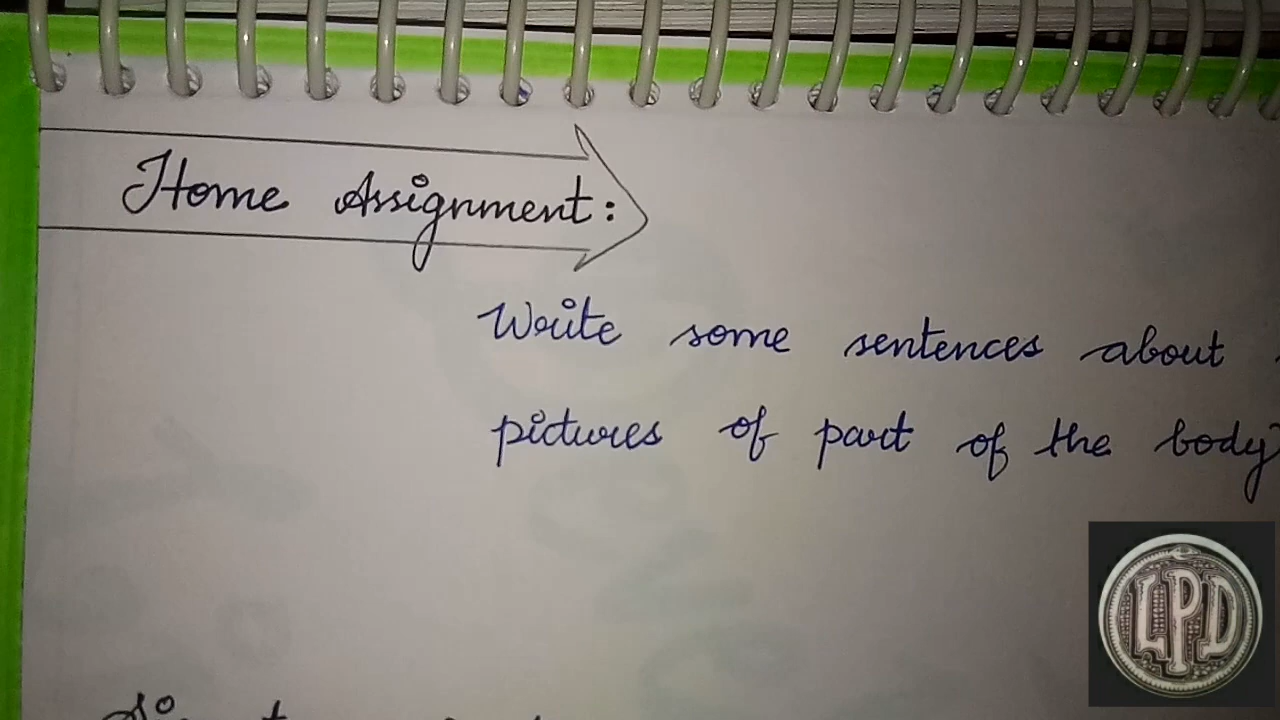 Home Assignment:
Write some sentences about
pictures of part of the body
LPD